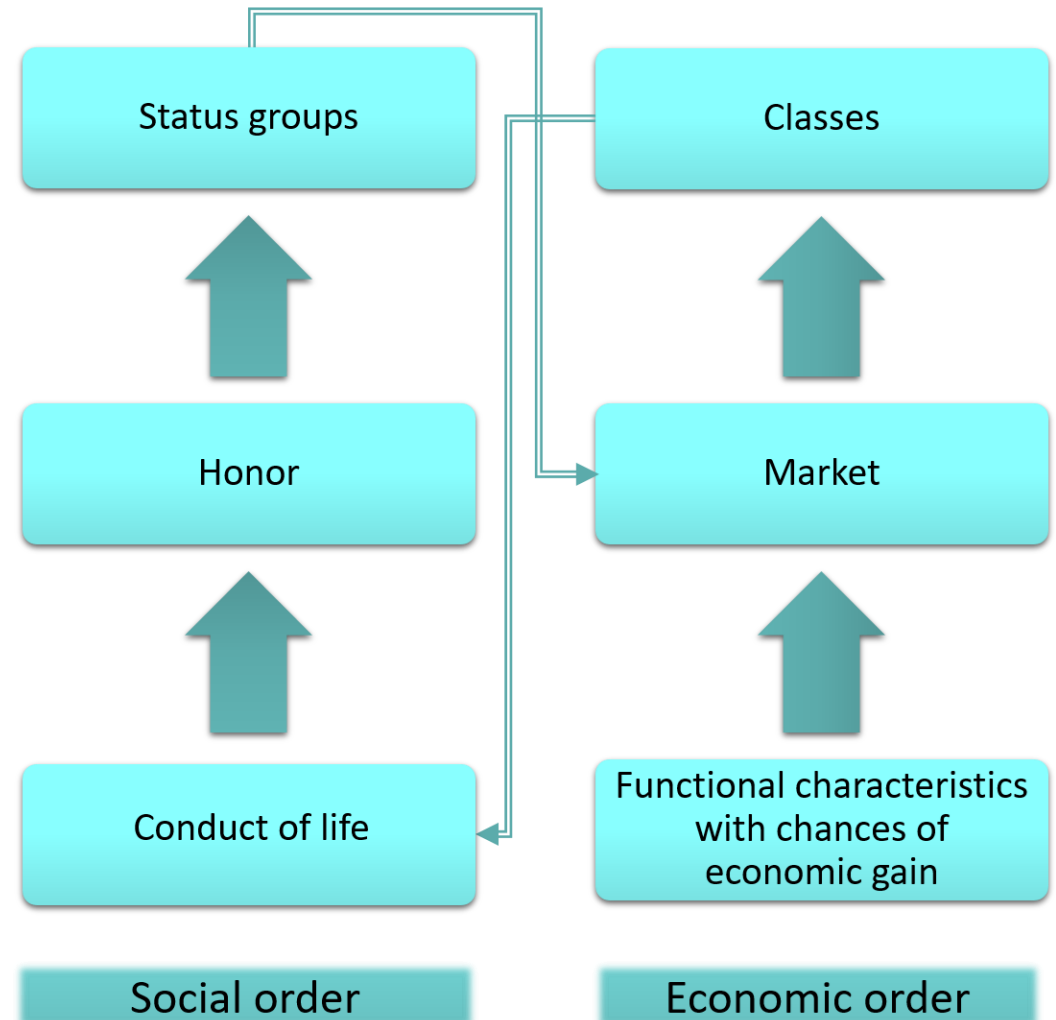 Status groups
Classes
Honor
Market
Conduct of life
Functional characteristics
with chances of
economic gain
Social order
Economic order